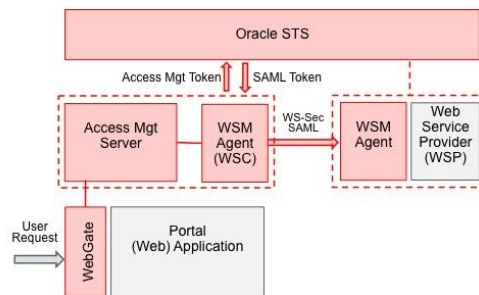 Oracle STS
Access Mgt Token
SAML Token
Access Mgt
Server
WSM
Agent
(WSC)
WS-Sec
SAML
WSM
Agent
Web
Service
Provider
(WSP)
User
Request
WebGate
Portal
(Web) Application